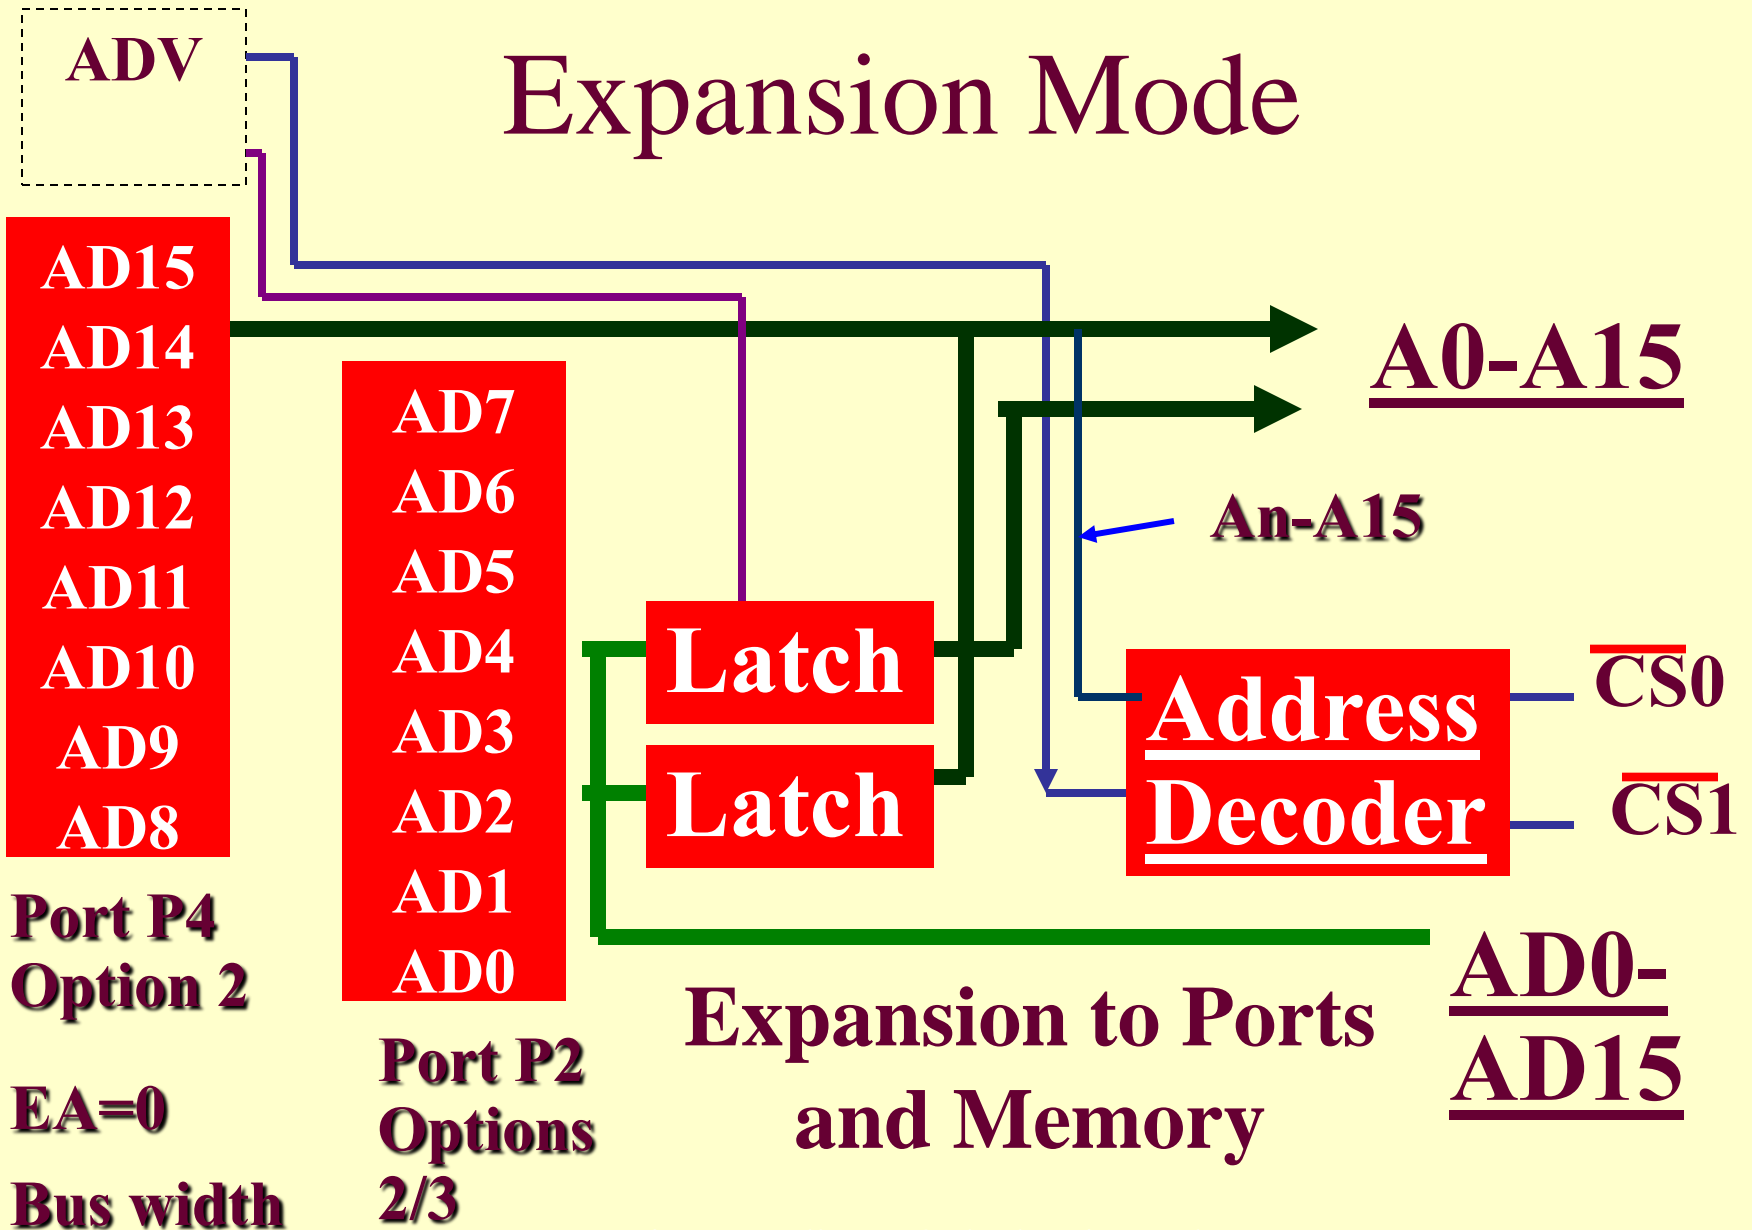 ADV
Expansion Mode
AD15
AD14
AD13
AD12
AD11
AD10
AD9
AD8
Port P4
Option 2
EA=0
Bus width
AD7
AD6
AD5
AD4
AD3
AD2
AD1
AD0
Port P2
Options
2/3
Latch
Latch
A0-A15
An-A15
Address
Decoder
CS0
CS1
AD0-
AD15
Expansion to Ports
and Memory